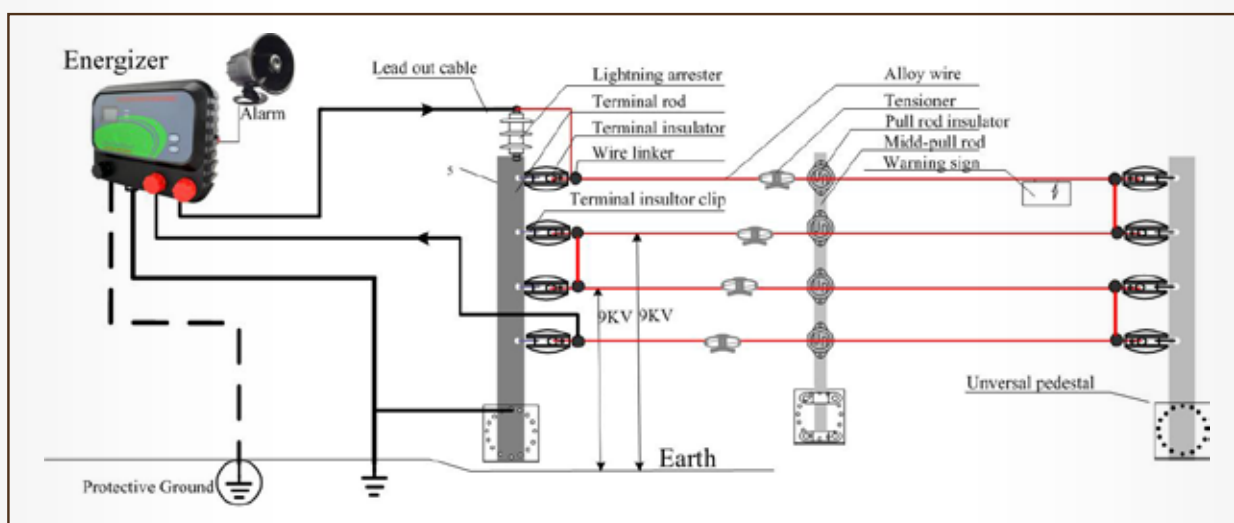 Energizer
Alarm
Lead out cable
Lightning arrester
Terminal rod
Terminal insulator
Wire linker
5
Terminal insultor clip
Alloy wire
Tensioner
Pull rod insulator
Midd-pull rod
Warning sign
9KV
9KV
Unversal pedestal
Earth
Protective Ground